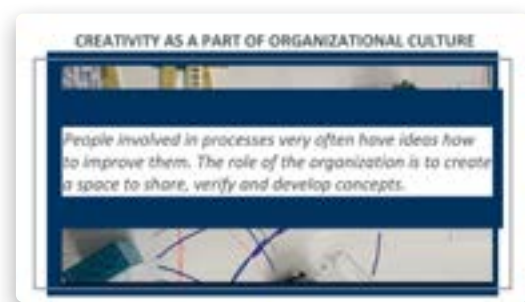 CREATIVITY AS A PART OF ORGANIZATIONAL CULTURE
People involved in processes very often have ideas how
to improve them. The role of the organization is to create
a space to share, verify and develop concepts.